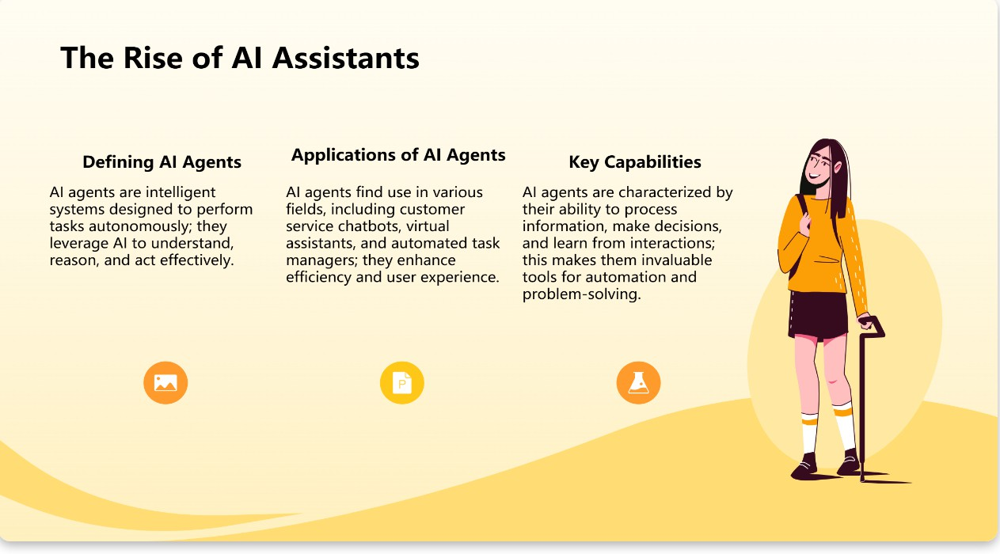 The Rise of AI Assistants
Defining AI Agents
AI agents are intelligent
systems designed to perform
tasks autonomously; they
leverage AI to understand,
reason, and act effectively.
Applications of AI Agents
AI agents find use in various
fields, including customer
service chatbots, virtual
assistants, and automated task
managers; they enhance
efficiency and user experience.
Key Capabilities
AI agents are characterized by
their ability to process
information, make decisions,
and learn from interactions;
this makes them invaluable
tools for automation and
problem-solving.
P